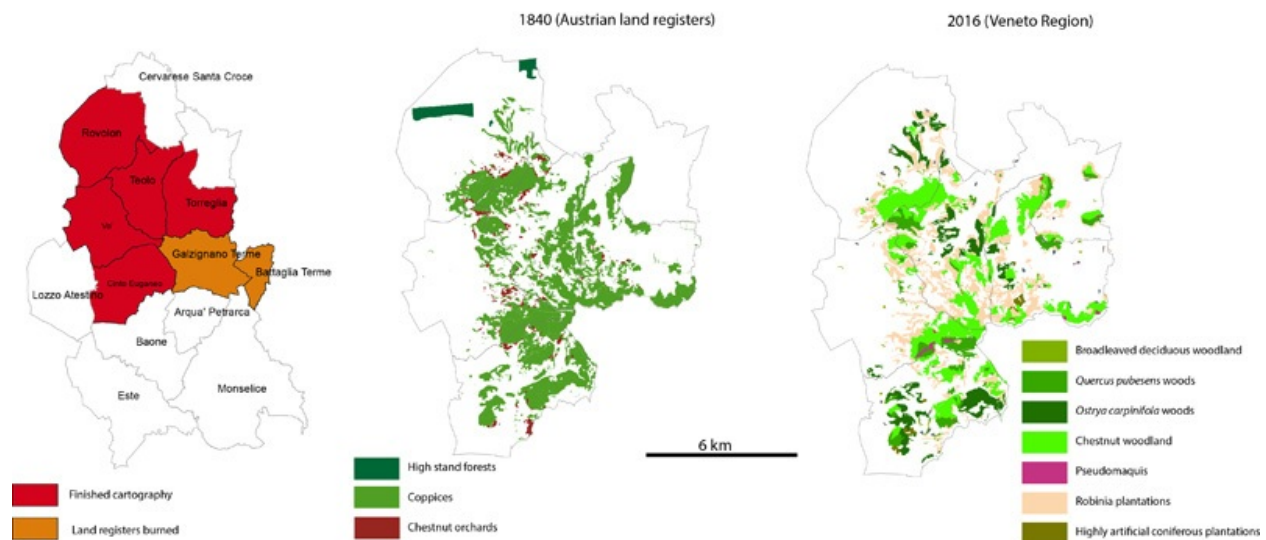 1840 (Austrian land registers)
2016 (Veneto Region)
Cervarese Santa Croce
Rovolon
Teolo
Torreglia
Vo'
Galzignano Terme
Battaglia Terme
Cinto Euganeo
Lozzo Atestino
Arqua' Petrarca
Baone
Este
Monselice
Finished cartography
Land registers burned
6 km
High stand forests
Coppices
Chestnut orchards
Broadleaved deciduous woodland
Quercus pubesens woods
Ostrya carpinifola woods
Chestnut woodland
Pseudomaquis
Robinia plantations
Highly artificial coniferous plantations